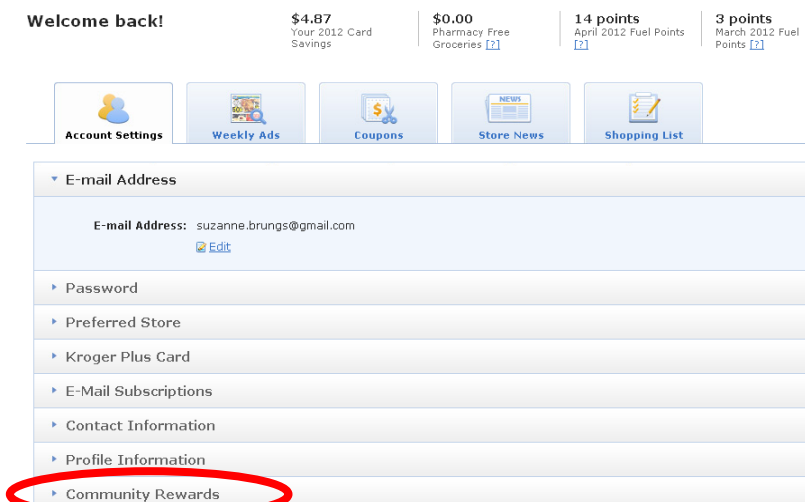 Welcome back!
$4.87
Your 2012 Card
Savings
$0.00
Pharmacy Free
Groceries [?]
14 points
April 2012 Fuel Points
[?]
3 points
March 2012 Fuel
Points [?]
Account Settings
Weekly Ads
Coupons
NEWS
Store News
Shopping List
E-mail Address
E-mail Address: suzanne.brungs@gmail.com
Edit
Password
Preferred Store
Kroger Plus Card
E-Mail Subscriptions
Contact Information
Profile Information
Community Rewards